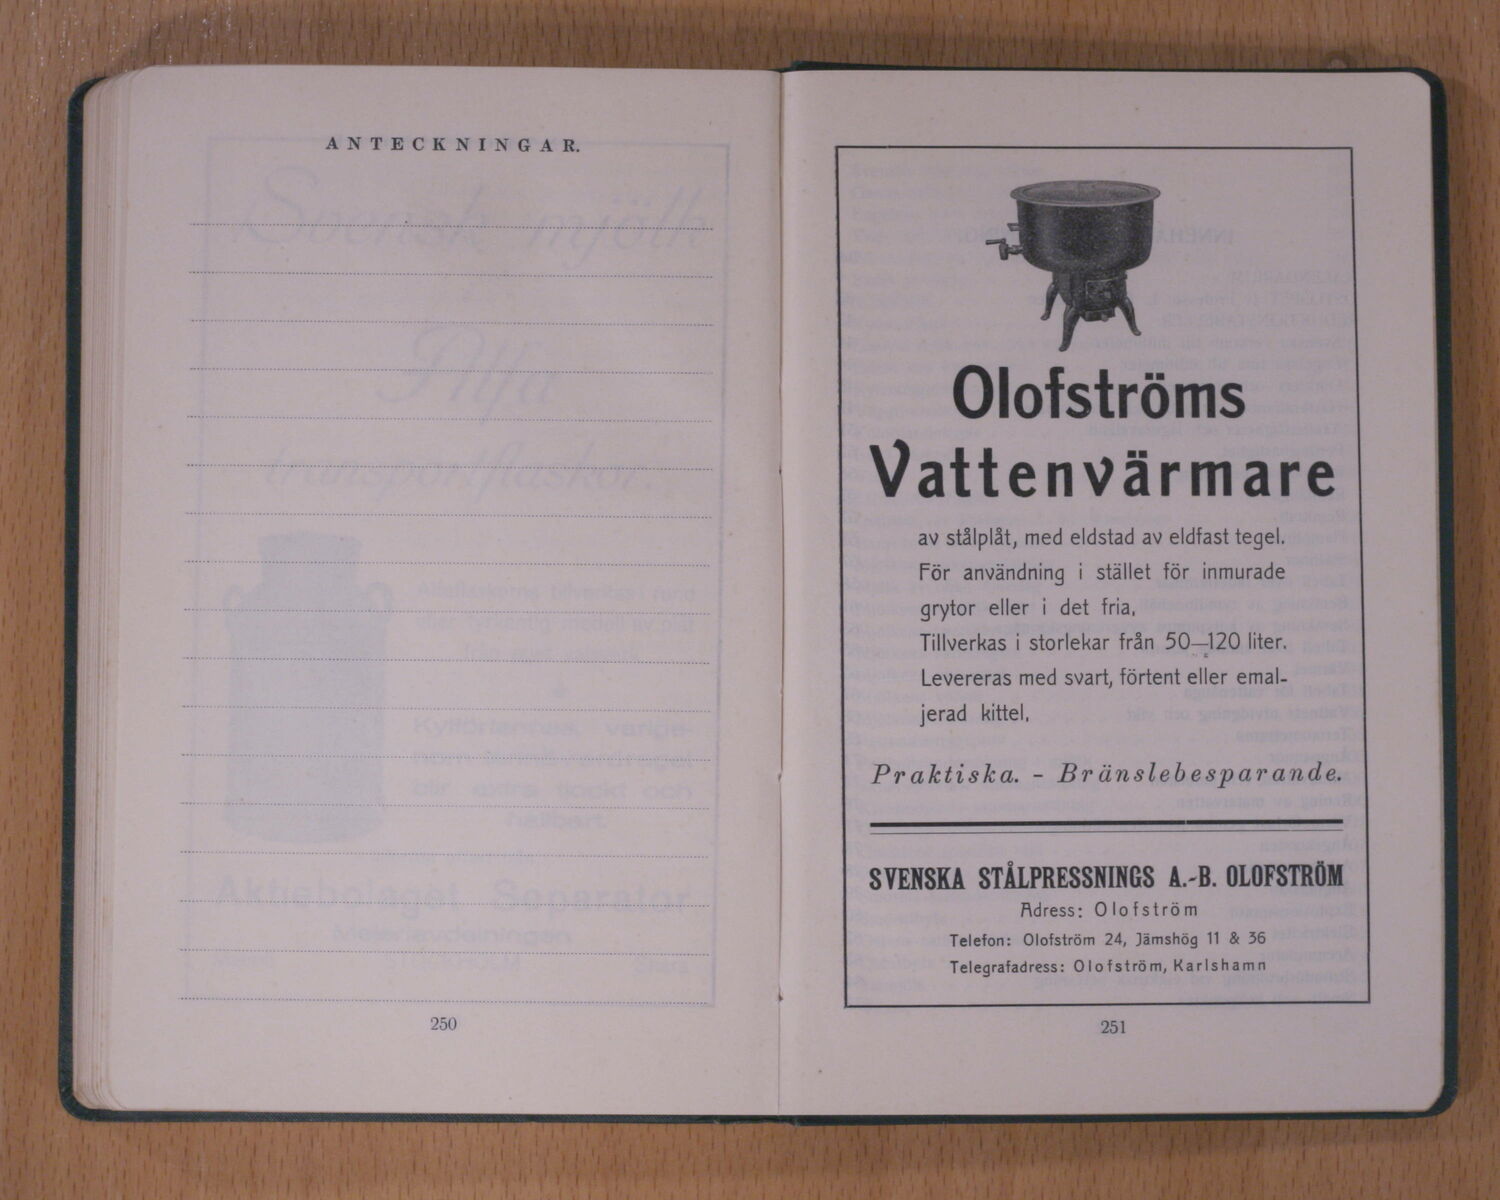 ANTECKNINGAR.
250
Olofströms
Vattenvärmare
av stålplåt, med eldstad av eldfast tegel.
För användning i stället för inmurade
grytor eller i det fria,
Tillverkas i storlekar från 50—120 liter.
Levereras med svart, förtent eller emal-
jerad kittel,
Praktiska. - Bränslebesparande.
SVENSKA STÅLPRESSNINGS A.-B. OLOFSTRÖM
Adress: Olofström
Telefon: Olofström 24, Jämshög 11 & 36
Telegrafadress: Olofström, Karlshamn
251